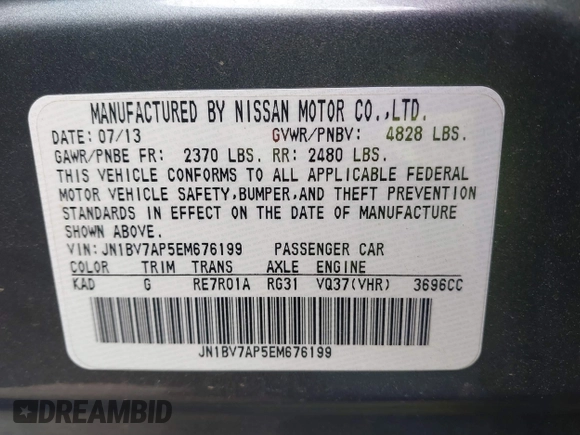 MANUFACTURED BY NISSAN MOTOR CO.,LTD.
DATE: 07/13 GVWR/PNBV: 4828 LBS.
GAWR/PNBE FR: 2370 LBS. RR: 2480 LBS.
THIS VEHICLE CONFORMS TO ALL APPLICABLE FEDERAL
MOTOR VEHICLE SAFETY,BUMPER,AND THEFT PREVENTION
STANDARDS IN EFFECT ON THE DATE OF MANUFACTURE
SHOWN ABOVE.
VIN:JN1BV7AP5EM676199 PASSENGER CAR
COLOR TRIM TRANS AXLE ENGINE
KAD G RE7R01A RG31 VQ37(VHR) 3696CC
JN1BV7AP5EM676199
DREAMBID